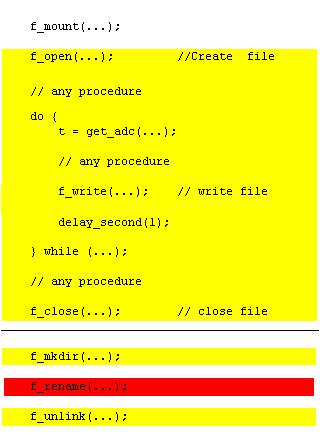 f_mount(...);
f_open(...); //Create file
// any procedure
do {
t = get_adc(...);
// any procedure
f_write(...); // write file
delay_second(1);
} while (...);
// any procedure
f_close(...); // close file
f_mkdir(...);
f_rename(...);
f_unlink(...);